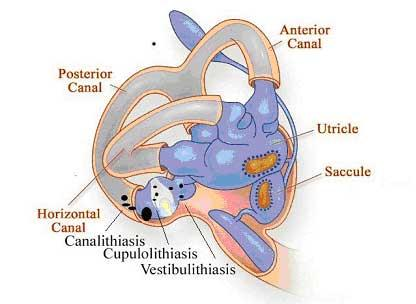 Anterior
Canal
Posterior
Canal
Utricle
Saccule
Horizontal
Canal
Canalithiasis
Cupulolithiasis
Vestibulithiasis